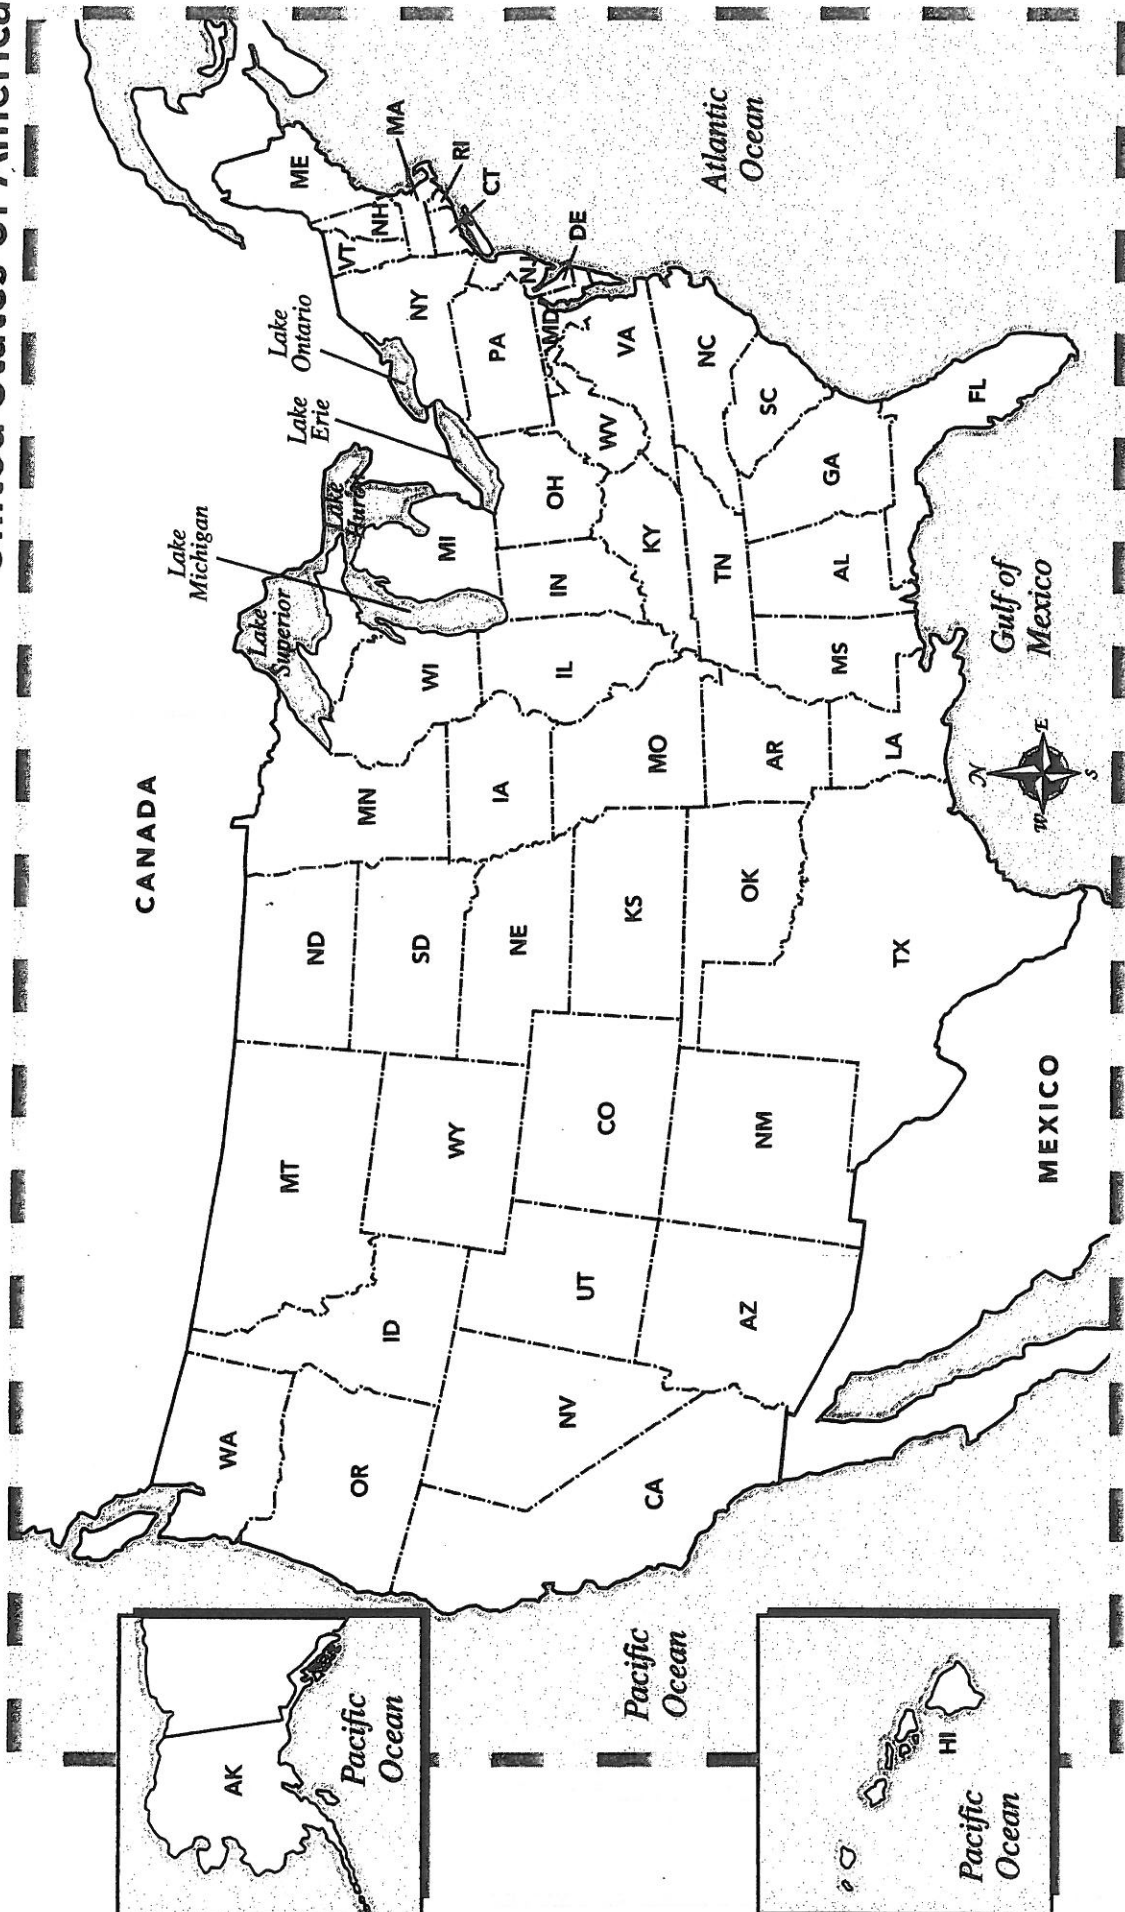 United States of America
CANADA
Lake
Superior
Lake
Michigan
Lake
Huron
Lake
Erie
Lake
Ontario
WA
OR
CA
ID
NV
MT
WY
UT
AZ
CO
NM
ND
SD
NE
KS
OK
TX
MN
IA
MO
AR
LA
WI
IL
MS
MI
IN
KY
TN
AL
OH
WV
GA
FL
SC
NC
VA
MD
DE
PA
NJ
NY
VT
NH
ME
MA
RI
CT
Atlantic
Ocean
Gulf of
Mexico
N
E
S
W
MEXICO
Pacific
Ocean
AK
Pacific
Ocean
HI
Pacific
Ocean